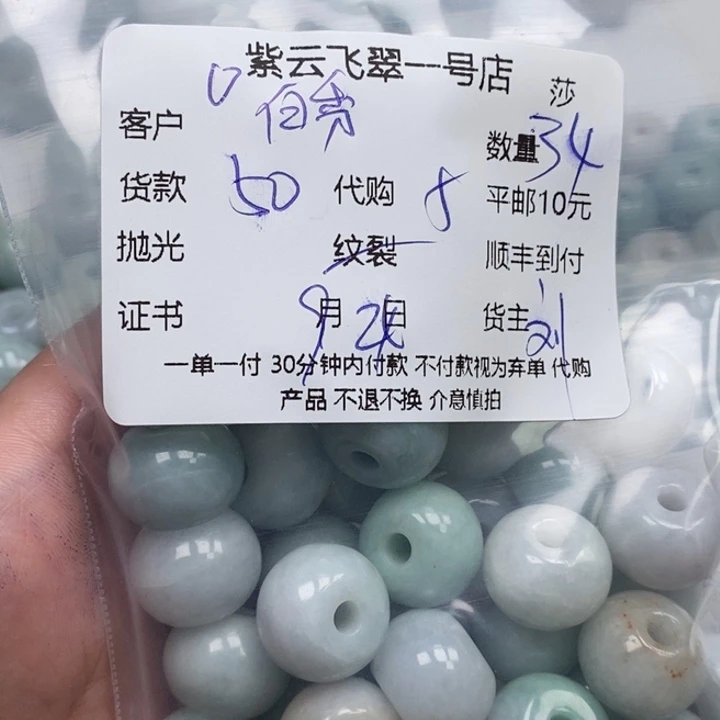 紫云飞翠一号店
莎
客户
数量 34
货款 50 代购 5 平邮10元
抛光 纹裂 顺丰到付
证书 9月26日 货主 刘
一单一付 30分钟内付款 不付款视为弃单 代购
产品 不退不换 介意慎拍